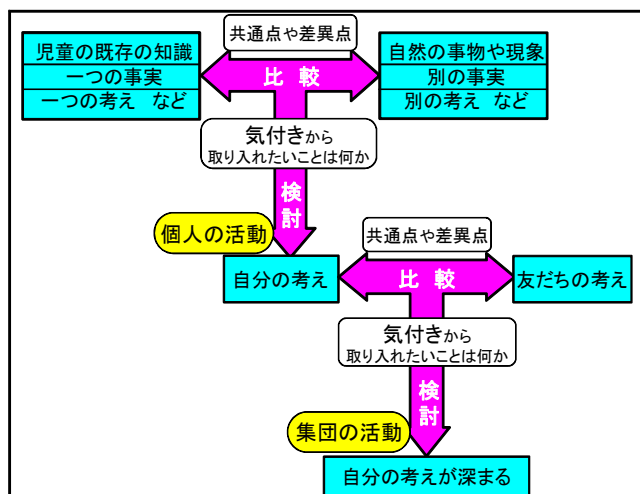 共通点や差異点
児童の既存の知識
一つの事実
一つの考え など
比較
自然の事物や現象
別の事実
別の考え など
気付きから
取り入れたいことは何か
検討
個人の活動
共通点や差異点
自分の考え
比較
友だちの考え
気付きから
取り入れたいことは何か
検討
集団の活動
自分の考えが深まる